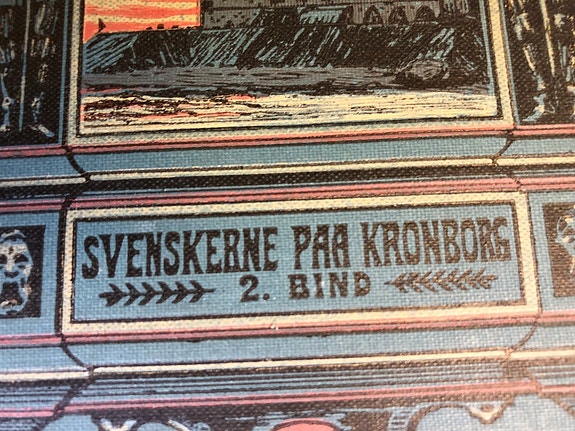 SVENSKERNE PAA KRONBORG
2. BIND